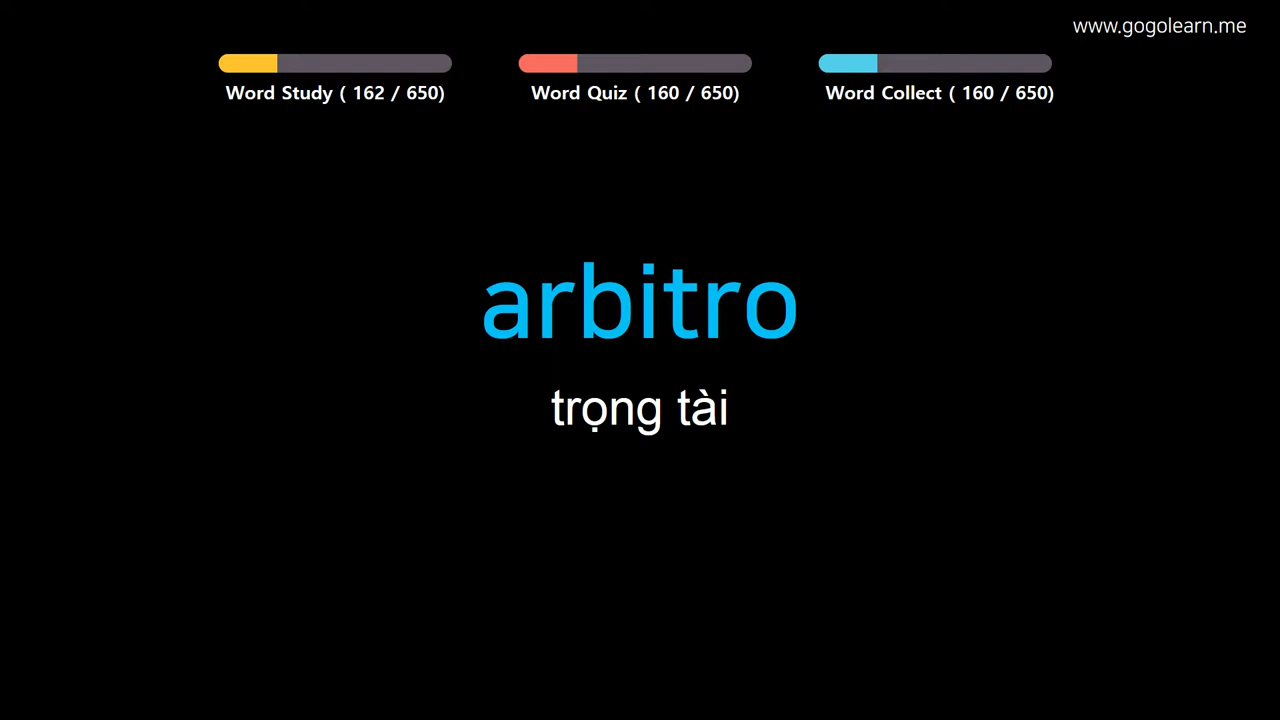 www.gogolearn.me
Word Study ( 162 / 650)
Word Quiz ( 160 / 650)
Word Collect ( 160 / 650)
arbitro
trọng tài